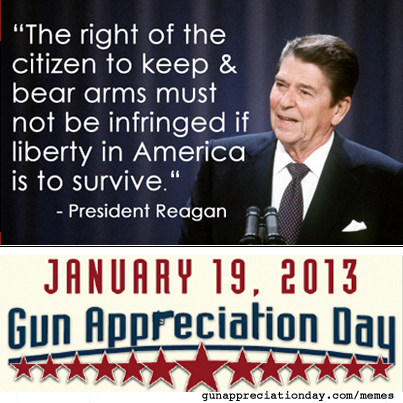 “The right of the
citizen to keep &
bear arms must
not be infringed if
liberty in America
is to survive.“
- President Reagan
JANUARY 19, 2013
Gun Appreciation Day
gunappreciationday.com/memes